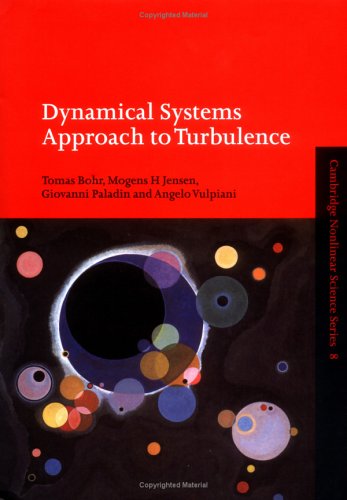 Copyrighted Material
Dynamical Systems
Approach to Turbulence
Tomas Bohr, Mogens H Jensen,
Giovanni Paladin and Angelo Vulpiani
Cambridge Nonlinear Science Series 8
Copyrighted Material